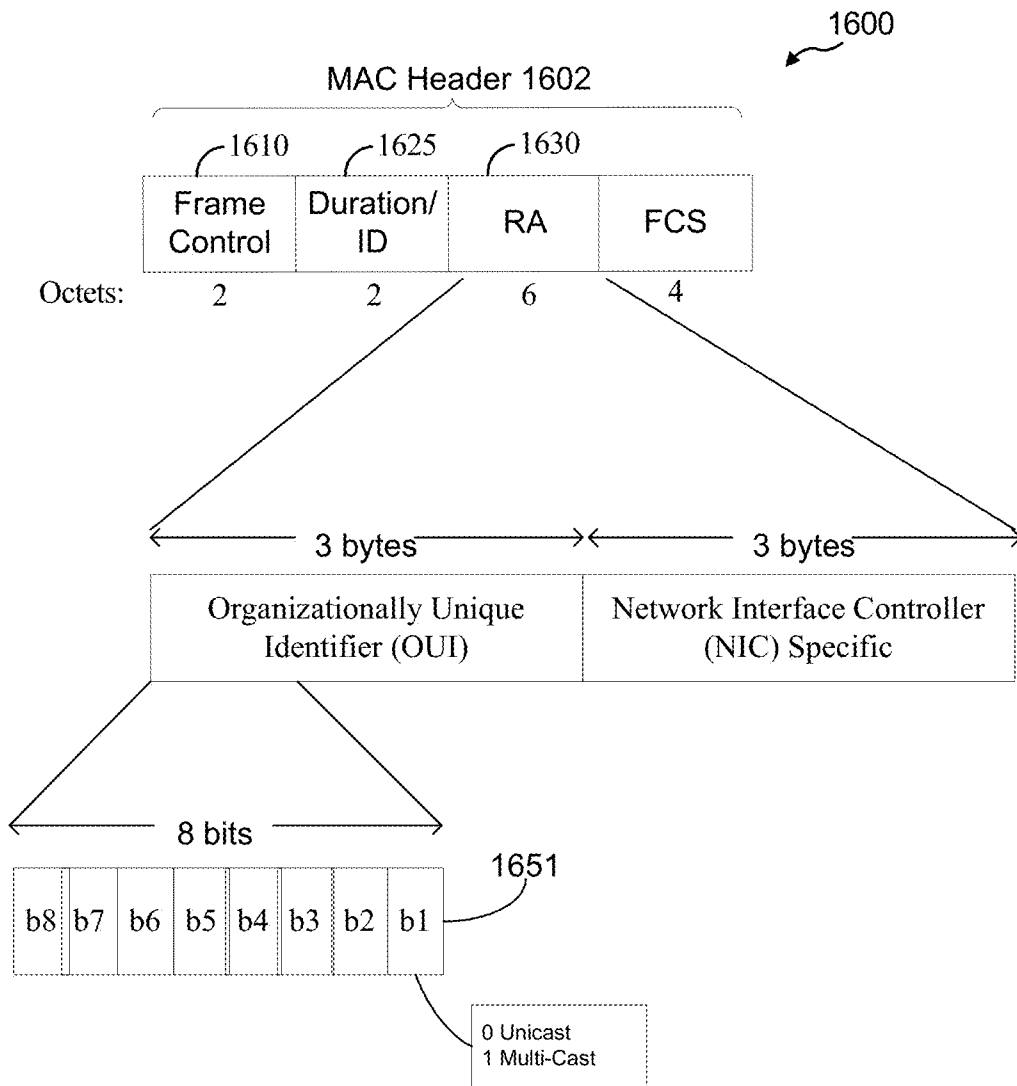 1600
MAC Header 1602
1610 1625 1630
Frame Control Duration/ ID RA FCS
Octets: 2 2 6 4
3 bytes 3 bytes
Organizationally Unique Identifier (OUI)
Network Interface Controller (NIC) Specific
8 bits
1651
b8 b7 b6 b5 b4 b3 b2 b1
0 Unicast
1 Multi-Cast